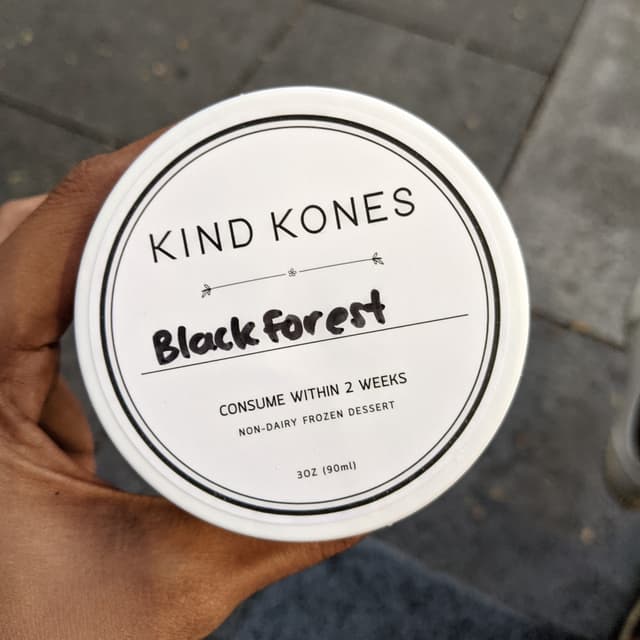 KIND KONES
Black Forest
CONSUME WITHIN 2 WEEKS
NON-DAIRY FROZEN DESSERT
3OZ (90ml)